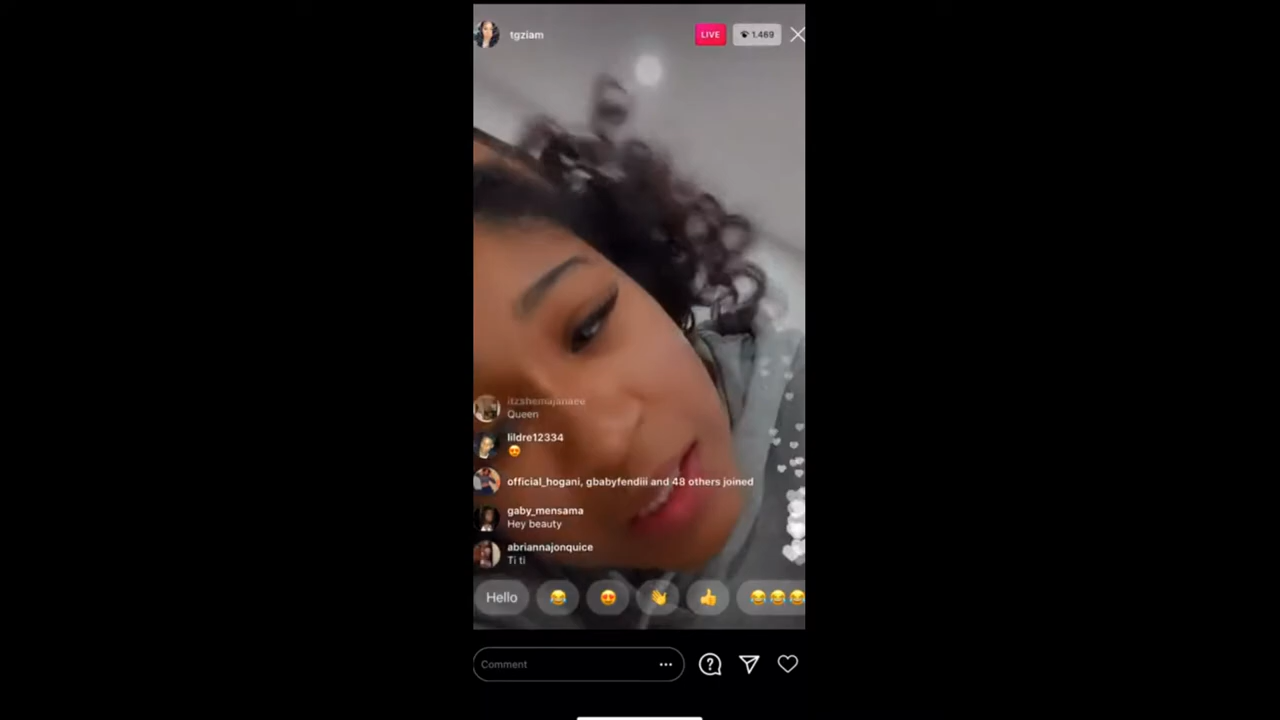 tgziam
LIVE
1.469
itzshemajanaee
Queen
lildre12334
official_hogani, gbabyfendiii and 48 others joined
gaby_mensama
Hey beauty
abriannajonquice
Ti ti
Hello
Comment